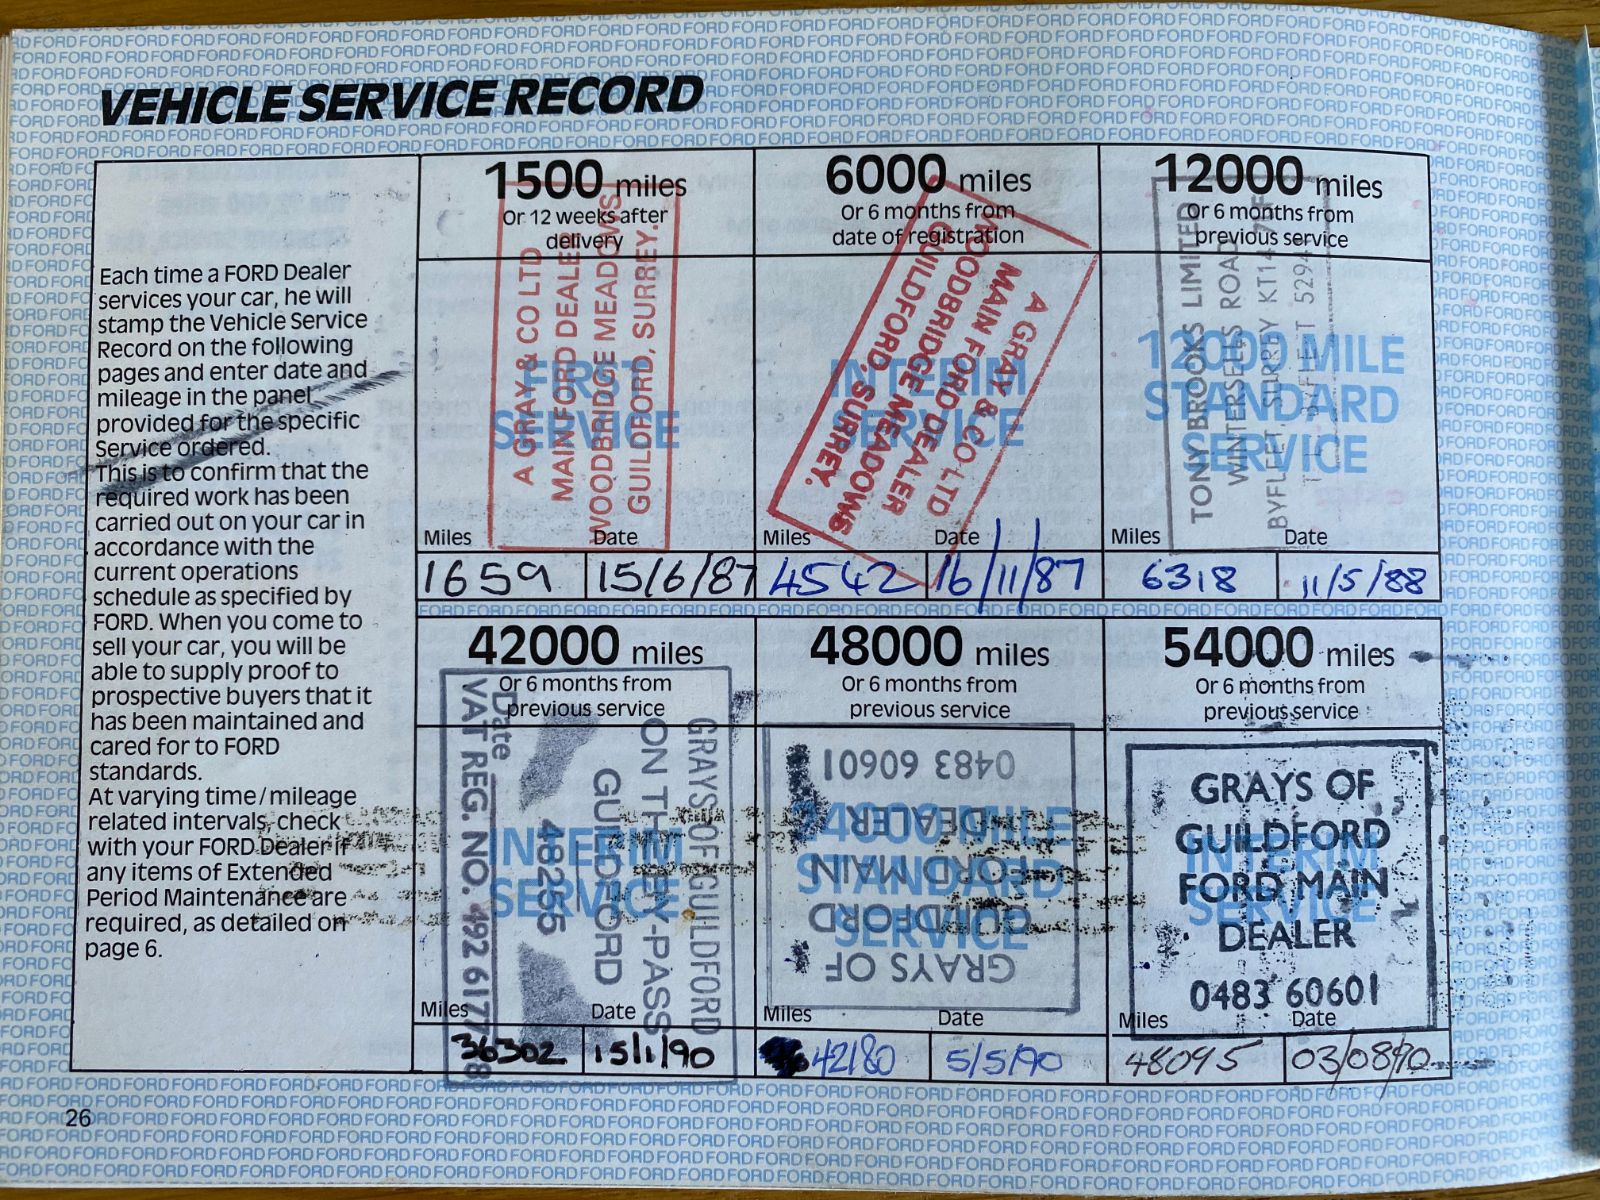 VEHICLE SERVICE RECORD
Each time a FORD Dealer
services your car, he will
stamp the Vehicle Service
Record on the following
pages and enter date and
mileage in the panel
provided for the specific
Service ordered.
This is to confirm that the
required work has been
carried out on your car in
accordance with the
current operations
schedule as specified by
FORD. When you come to
sell your car, you will be
able to supply proof to
prospective buyers that it
has been maintained and
cared for to FORD
standards.
At varying time/mileage
related intervals, check
with your FORD Dealer if
any items of Extended
Period Maintenance are
required, as detailed on
page 6.
1500 miles
Or 12 weeks after
delivery
FIRST
SERVICE
A GRAY & CO LTD
MAIN FORD DEALER
WOODBRIDGE MEADOWS
GUILDFORD, SURREY.
Miles
Date
1659
15/6/87
6000 miles
Or 6 months from
date of registration
INTERIM
SERVICE
A GRAY & CO LTD
MAIN FORD DEALER
WOODBRIDGE MEADOWS
GUILDFORD, SURREY.
Miles
Date
4542
16/11/87
12000 miles
Or 6 months from
previous service
12000 MILE
STANDARD
SERVICE
TONY BROOKS LIMITED
WINTERSELLS ROAD
BYFLEET, SURREY KT14 7
BYFLEET
Miles
Date
6318
11/5/88
42000 miles
Or 6 months from
previous service
INTERIM
SERVICE
GRAYS OF GUILDFORD
ON THE BY-PASS
GUILDFORD
48255
Date
VAT REG. NO. 492 6177 8
Miles
Date
36302
15/1/90
48000 miles
Or 6 months from
previous service
24000 MILE
STANDARD
SERVICE
GRAYS OF
GUILDFORD
FORD MAIN
DEALER
0483 60601
Miles
Date
42180
5/5/90
54000 miles
Or 6 months from
previous service
INTERIM
SERVICE
GRAYS OF
GUILDFORD
FORD MAIN
DEALER
0483 60601
Miles
Date
48095
03/08/90
26